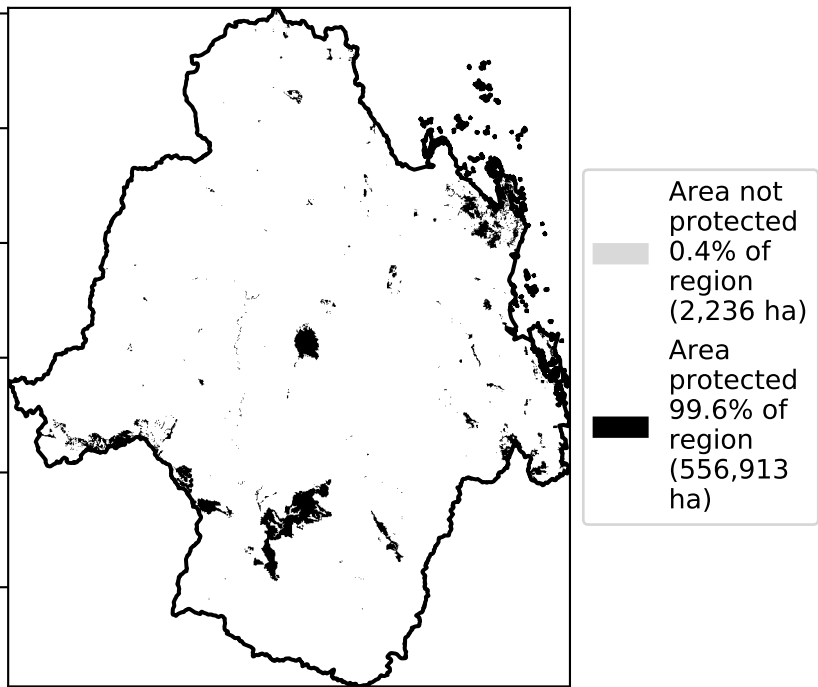 Area not
protected
0.4% of
region
(2,236 ha)
Area
protected
99.6% of
region
(556,913
ha)